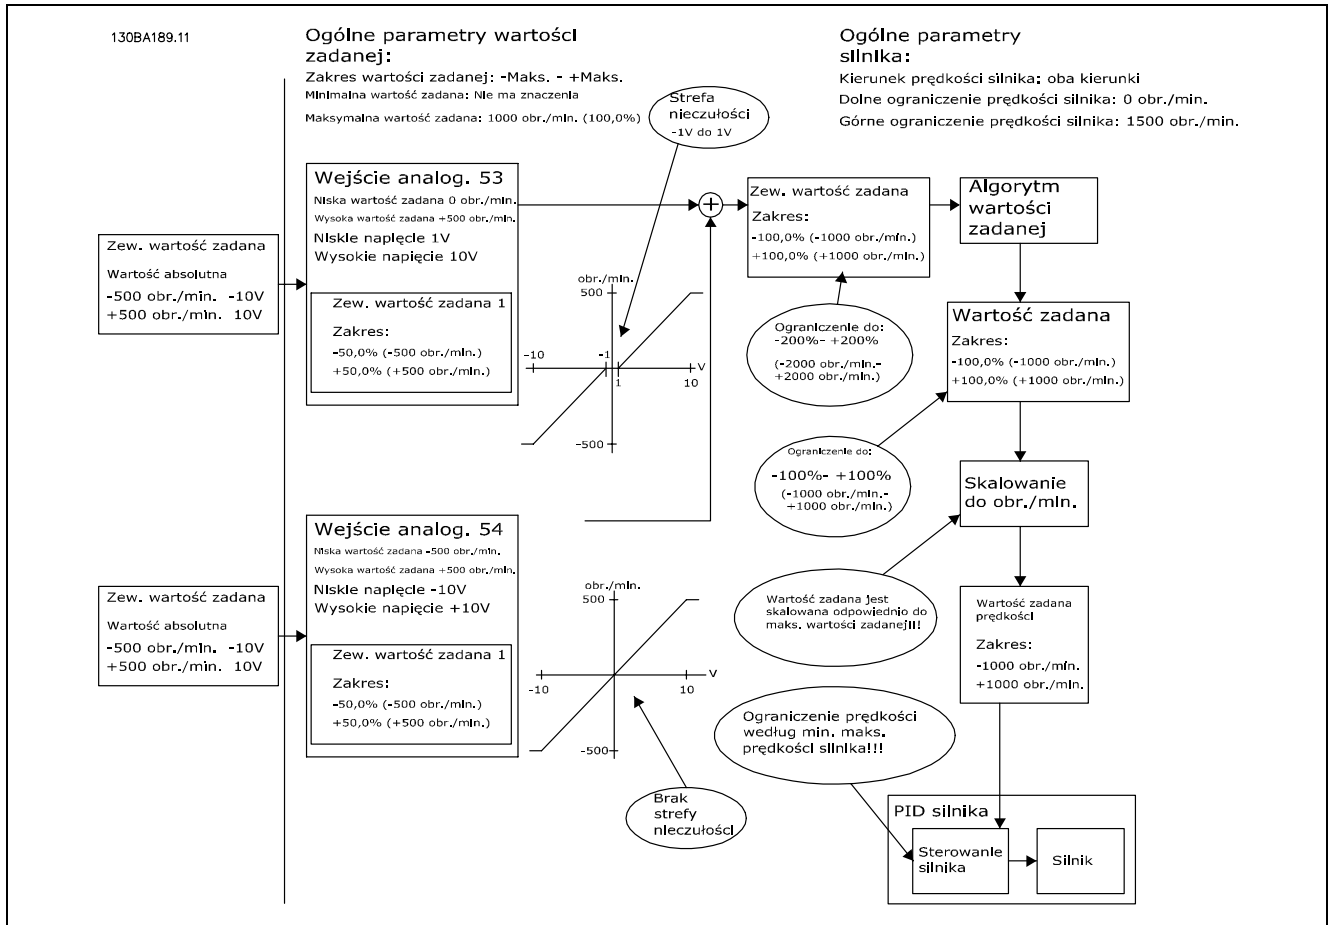 130BA189.11
Ogólne parametry wartości
zadanej:
Zakres wartości zadanej: -Maks. - +Maks.
Minimalna wartość zadana: Nie ma znaczenia
Maksymalna wartość zadana: 1000 obr./min. (100,0%)
Ogólne parametry
silnika:
Kierunek prędkości silnika: oba kierunki
Dolne ograniczenie prędkości silnika: 0 obr./min.
Górne ograniczenie prędkości silnika: 1500 obr./min.
Strefa
nieczułości
-1V do 1V
Wejście analog. 53
Niska wartość zadana 0 obr./min.
Wysoka wartość zadana +500 obr./min.
Niskie napięcie 1V
Wysokie napięcie 10V
Zew. wartość zadana 1
Zakres:
-50,0% (-500 obr./min.)
+50,0% (+500 obr./min.)
Zew. wartość zadana
Wartość absolutna
-500 obr./min. -10V
+500 obr./min. 10V
obr./min.
500
-10
-1
1
10
V
-500
+
Zew. wartość zadana
Zakres:
-100,0% (-1000 obr./min.)
+100,0% (+1000 obr./min.)
Algorytm
wartości
zadanej
Ograniczenie do:
-200%- +200%
(-2000 obr./min.-
+2000 obr./min.)
Wartość zadana
Zakres:
-100,0% (-1000 obr./min.)
+100,0% (+1000 obr./min.)
Ograniczenie do:
-100%- +100%
(-1000 obr./min.-
+1000 obr./min.)
Skalowanie
do obr./min.
Wejście analog. 54
Niska wartość zadana -500 obr./min.
Wysoka wartość zadana +500 obr./min.
Niskie napięcie -10V
Wysokie napięcie +10V
Zew. wartość zadana 1
Zakres:
-50,0% (-500 obr./min.)
+50,0% (+500 obr./min.)
Zew. wartość zadana
Wartość absolutna
-500 obr./min. -10V
+500 obr./min. 10V
obr./min.
500
-10
10
V
-500
Wartość zadana jest
skalowana odpowiednio do
maks. wartości zadanej!!!
Wartość zadana
prędkości
Zakres:
-1000 obr./min.
+1000 obr./min.
Ograniczenie prędkości
według min. maks.
prędkości silnika!!!
Brak
strefy
nieczułości
PID silnika
Sterowanie
silnika
Silnik